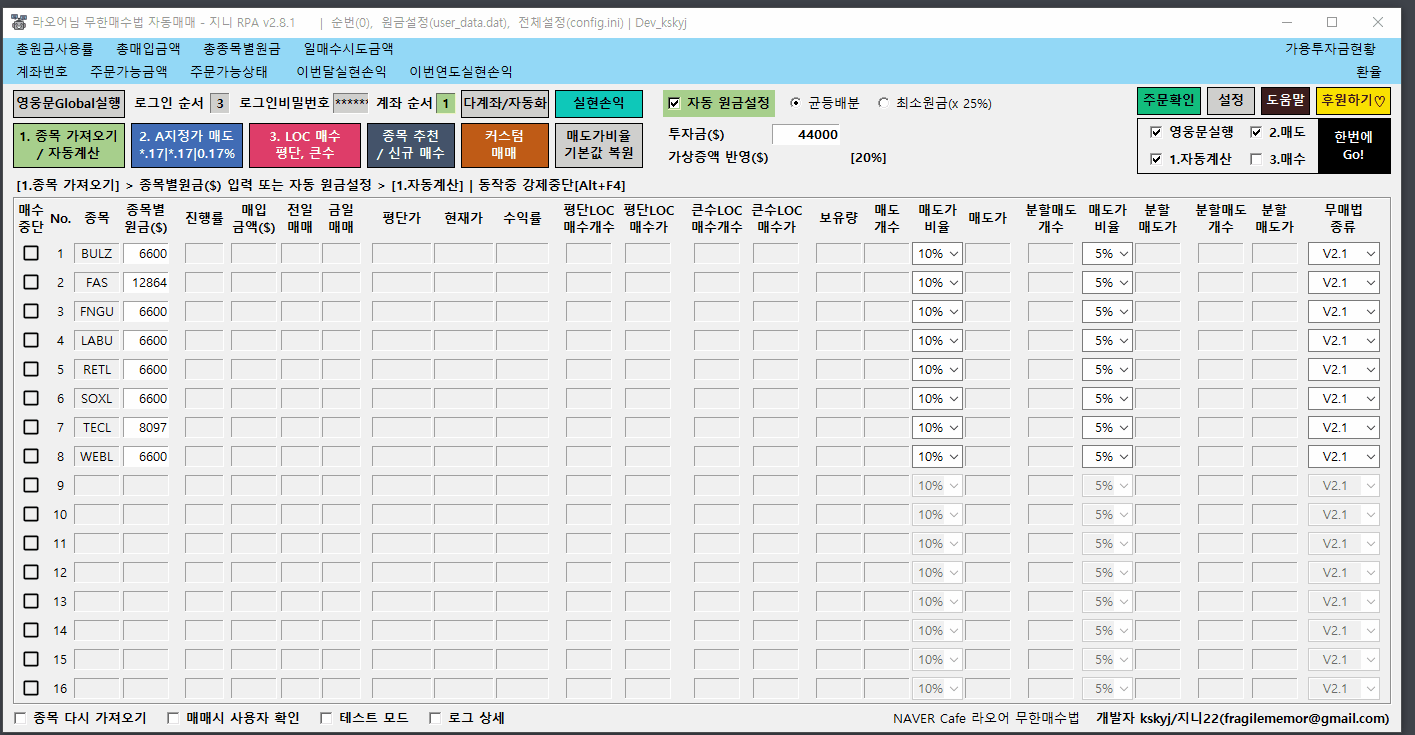 라오어님 무한매수법 자동매매 - 지니 RPA v2.8.1 | 순번(0), 원금설정(user_data.dat), 전체설정(config.ini) | Dev_kskyj
총원금사용률 총매입금액 총종목별원금 일매수시도금액 가용투자금현황
계좌번호 주문가능금액 주문가능상태 이번달실현손익 이번연도실현손익 환율
영웅문Global실행 로그인 순서 3 로그인비밀번호 ****** 계좌 순서 1 다계좌/자동화 실현손익 자동 원금설정 균등배분 최소원금(x 25%) 주문확인 설정 도움말 후원하기♡
1. 종목 가져오기
/ 자동계산
2. A지정가 매도
*.17|*.17|0.17%
3. LOC 매수
평단, 큰수
종목 추천
/ 신규 매수
커스텀
매매
매도가비율
기본값 복원
투자금($) 44000
가상증액 반영($) [20%]
영웅문실행 2.매도
1.자동계산 3.매수
한번에
Go!
[1.종목 가져오기] > 종목별원금($) 입력 또는 자동 원금설정 > [1.자동계산] | 동작중 강제중단[Alt+F4]
매수 종목별 매입 전일 금일 평단LOC 평단LOC 큰수LOC 큰수LOC 매도 매도가 분할매도 매도가 분할 분할매도 분할 무매법
No. 종목 진행률 평단가 현재가 수익률 보유량 매도가
중단 원금($) 금액($) 매매 매매 매수개수 매수가 매수개수 매수가 개수 비율 개수 비율 매도가 개수 매도가 종류
1 BULZ 6600 10% 5% V2.1
2 FAS 12864 10% 5% V2.1
3 FNGU 6600 10% 5% V2.1
4 LABU 6600 10% 5% V2.1
5 RETL 6600 10% 5% V2.1
6 SOXL 6600 10% 5% V2.1
7 TECL 8097 10% 5% V2.1
8 WEBL 6600 10% 5% V2.1
9 10% 5% V2.1
10 10% 5% V2.1
11 10% 5% V2.1
12 10% 5% V2.1
13 10% 5% V2.1
14 10% 5% V2.1
15 10% 5% V2.1
16 10% 5% V2.1
종목 다시 가져오기 매매시 사용자 확인 테스트 모드 로그 상세 NAVER Cafe 라오어 무한매수법 개발자 kskyj/지니22(fragilememor@gmail.com)